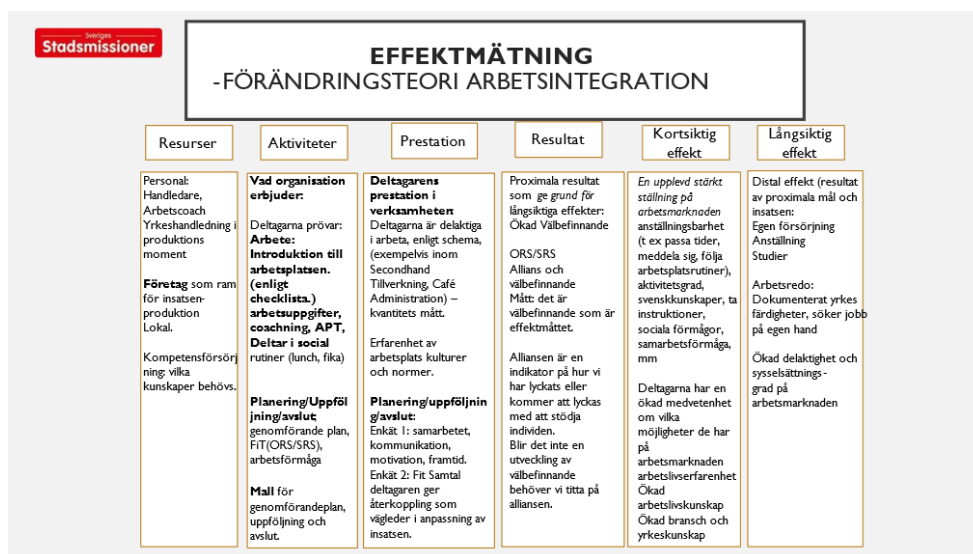 Sveriges
Stadsmissioner
EFFEKTMÄTNING
-FÖRÄNDRINGSTEORI ARBETSINTEGRATION
Resurser
Personal:
Handledare,
Arbetscoach
Yrkeshandledning i
produktions
moment
Företag som ram
för insatsen-
produktion
Lokal.
Kompetensförsörj
ning: vilka
kunskaper behövs.
Aktiviteter
Vad organisation
erbjuder:
Deltagarna prövar:
Arbete:
Introduktion till
arbetsplatsen.
(enligt
checklista.)
arbetsuppgifter,
coachning, APT,
Deltar i social
rutiner (lunch, fika)
Planering/Uppföl
jning/avslut;
genomförande plan,
FiT(ORS/SRS),
arbetsförmåga
Mall för
genomförandeplan,
uppföljning och
avslut.
Prestation
Deltagarens
prestation i
verksamheten:
Deltagarna är delaktiga
i arbeta, enligt schema,
(exempelvis inom
Secondhand
Tillverkning, Café
Administration) –
kvantitets mått.
Erfarenhet av
arbetsplats kulturer
och normer.
Planering/uppföljnin
g/avslut:
Enkät 1: samarbetet,
kommunikation,
motivation, framtid.
Enkät 2: Fit Samtal
deltagaren ger
återkoppling som
vägleder i anpassning av
insatsen.
Resultat
Proximala resultat
som ge grund för
långsiktiga effekter:
Ökad Välbefinnande
ORS/SRS
Allians och
välbefinnande
Mått: det är
välbefinnande som är
effektmåttet.
Alliansen är en
indikator på hur vi
har lyckats eller
kommer att lyckas
med att stödja
individen.
Blir det inte en
utveckling av
välbefinnande
behöver vi titta på
alliansen.
Kortsiktig
effekt
En upplevd stärkt
ställning på
arbetsmarknaden
anställningsbarhet
(t ex passa tider,
meddela sig, följa
arbetsplatsrutiner),
aktivitetsgrad,
svenskkunskaper, ta
instruktioner,
sociala förmågor,
samarbetsförmåga,
mm
Deltagarna har en
ökad medvetenhet
om vilka
möjligheter de har
på
arbetsmarknaden
arbetslivserfarenhet
Ökad
arbetslivskunskap
Ökad bransch och
yrkeskunskap
Långsiktig
effekt
Distal effekt (resultat
av proximala mål och
insatsen:
Egen försörjning
Anställning
Studier
Arbetsredo:
Dokumenterat yrkes
färdigheter, söker jobb
på egen hand
Ökad delaktighet och
sysselsättnings-
grad på
arbetsmarknaden